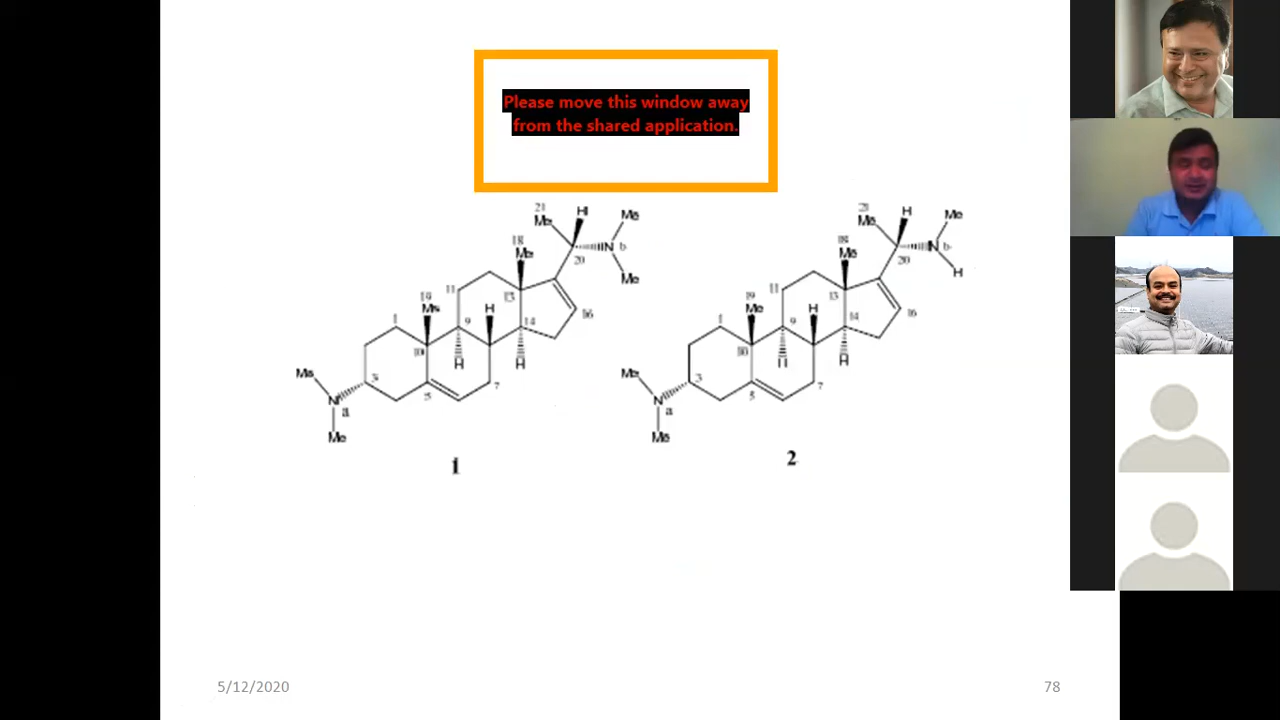 Please move this window away
from the shared application.
21
Me
H
Me
N
b
20
Me
18
Me
11
13
16
19
Me
H
1
9
14
10
H
H
Me
3
7
N
a
5
Me
1
21
Me
H
Me
N
b
20
H
18
Me
11
13
16
19
Me
H
1
9
14
10
H
H
Me
3
7
N
a
5
Me
2
5/12/2020
78